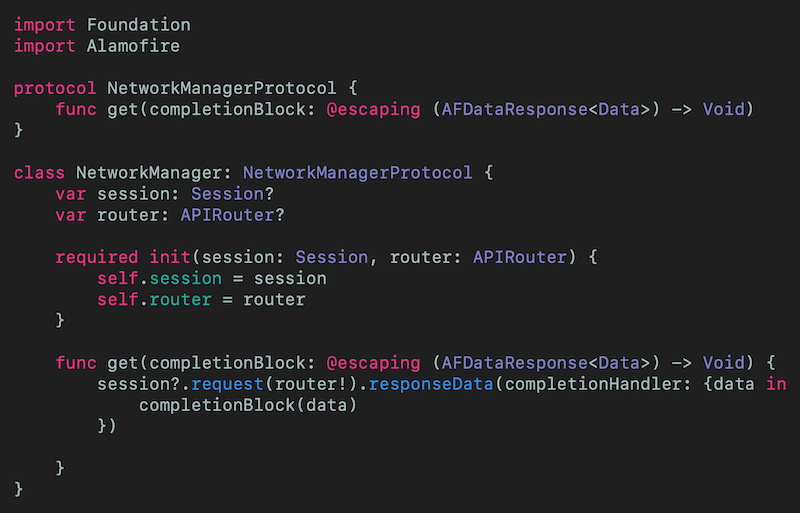 import Foundation
import Alamofire
protocol NetworkManagerProtocol {
    func get(completionBlock: @escaping (AFDataResponse<Data>) -> Void)
}
class NetworkManager: NetworkManagerProtocol {
    var session: Session?
    var router: APIRouter?
    required init(session: Session, router: APIRouter) {
        self.session = session
        self.router = router
    }
    func get(completionBlock: @escaping (AFDataResponse<Data>) -> Void) {
        session?.request(router!).responseData(completionHandler: {data in
            completionBlock(data)
        })
    }
}